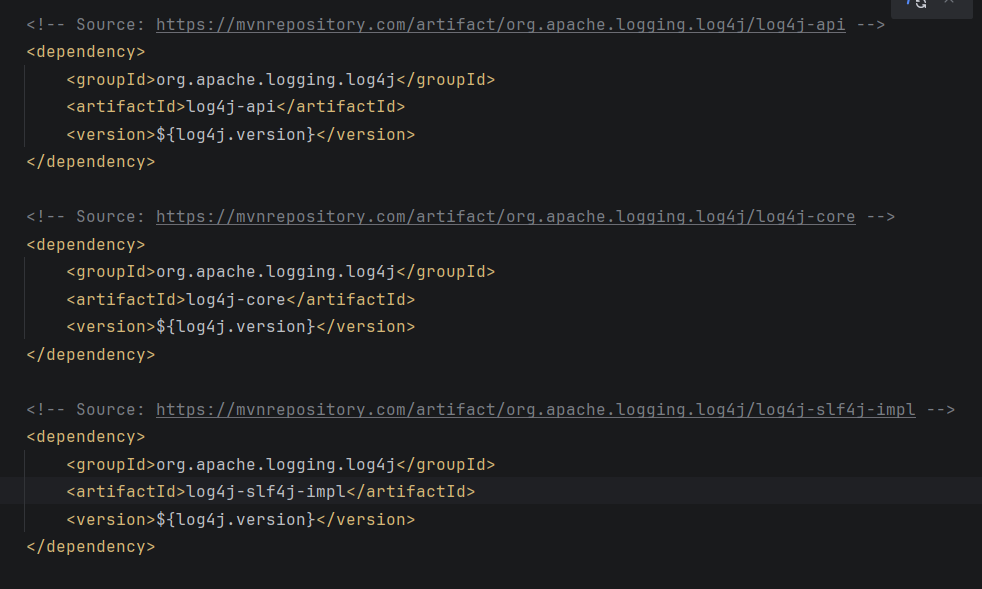 <!-- Source: https://mvnrepository.com/artifact/org.apache.logging.log4j/log4j-api -->
<dependency>
    <groupId>org.apache.logging.log4j</groupId>
    <artifactId>log4j-api</artifactId>
    <version>${log4j.version}</version>
</dependency>

<!-- Source: https://mvnrepository.com/artifact/org.apache.logging.log4j/log4j-core -->
<dependency>
    <groupId>org.apache.logging.log4j</groupId>
    <artifactId>log4j-core</artifactId>
    <version>${log4j.version}</version>
</dependency>

<!-- Source: https://mvnrepository.com/artifact/org.apache.logging.log4j/log4j-slf4j-impl -->
<dependency>
    <groupId>org.apache.logging.log4j</groupId>
    <artifactId>log4j-slf4j-impl</artifactId>
    <version>${log4j.version}</version>
</dependency>